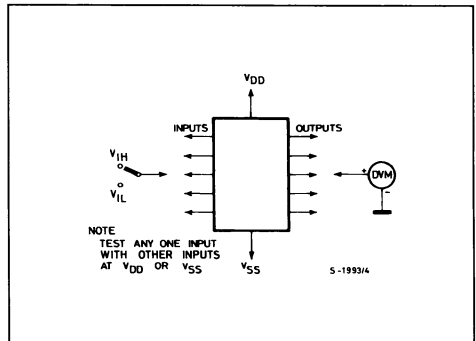 VDD
INPUTS OUTPUTS
VIH
VIL
+ DVM
-
NOTE
TEST ANY ONE INPUT
WITH OTHER INPUTS
AT VDD OR VSS
VSS
S-1993/4